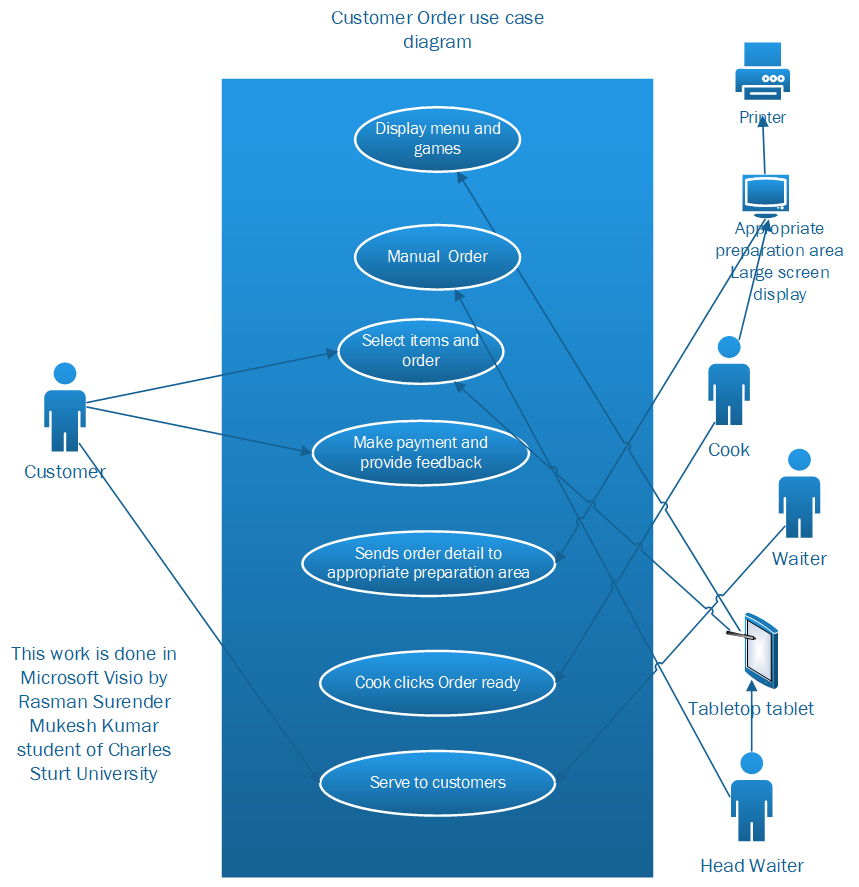 Customer Order use case
diagram
Display menu and
games
Manual Order
Select items and
order
Make payment and
provide feedback
Sends order detail to
appropriate preparation area
Cook clicks Order ready
Serve to customers
Customer
This work is done in
Microsoft Visio by
Rasman Surender
Mukesh Kumar
student of Charles
Sturt University
Printer
Appropriate
preparation area
Large screen
display
Cook
Waiter
Tabletop tablet
Head Waiter